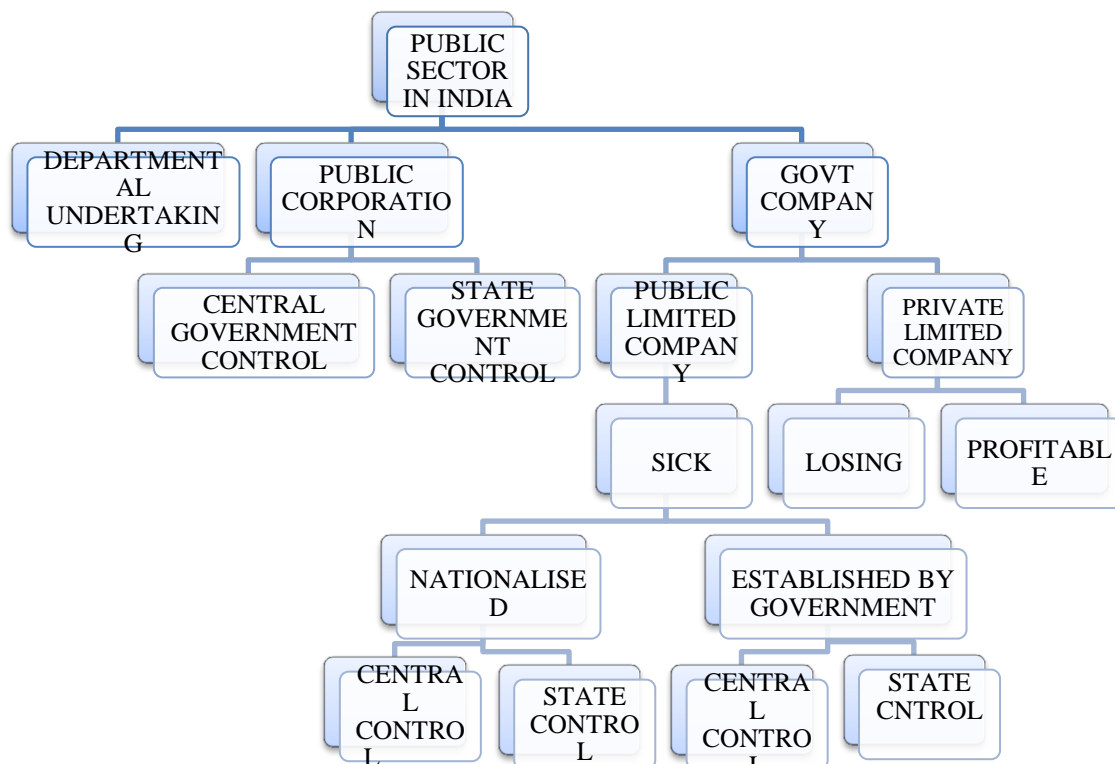 PUBLIC
SECTOR
IN INDIA
DEPARTMENT
AL
UNDERTAKIN
G
PUBLIC
CORPORATIO
N
GOVT
COMPAN
Y
CENTRAL
GOVERNMENT
CONTROL
STATE
GOVERNME
NT
CONTROL
PUBLIC
LIMITED
COMPAN
Y
PRIVATE
LIMITED
COMPANY
SICK
LOSING
PROFITABL
E
NATIONALISE
D
ESTABLISHED BY
GOVERNMENT
CENTRA
L
CONTRO
L
STATE
CONTRO
L
CENTRA
L
CONTRO
L
STATE
CNTROL